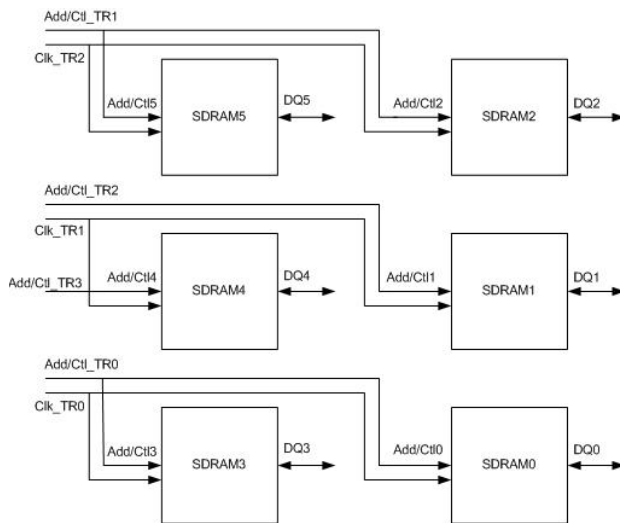 Add/Ctl_TR1
Clk_TR2
Add/Ctl5
SDRAM5
DQ5
Add/Ctl2
SDRAM2
DQ2
Add/Ctl_TR2
Clk_TR1
Add/Ctl_TR3
Add/Ctl4
SDRAM4
DQ4
Add/Ctl1
SDRAM1
DQ1
Add/Ctl_TR0
Clk_TR0
Add/Ctl3
SDRAM3
DQ3
Add/Ctl0
SDRAM0
DQ0